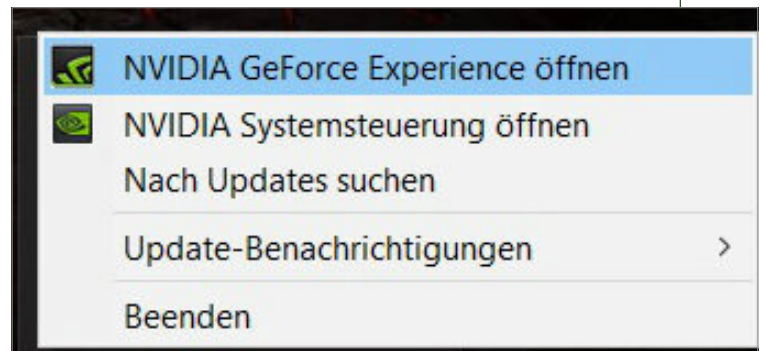 NVIDIA GeForce Experience öffnen
NVIDIA Systemsteuerung öffnen
Nach Updates suchen
Update-Benachrichtigungen
Beenden